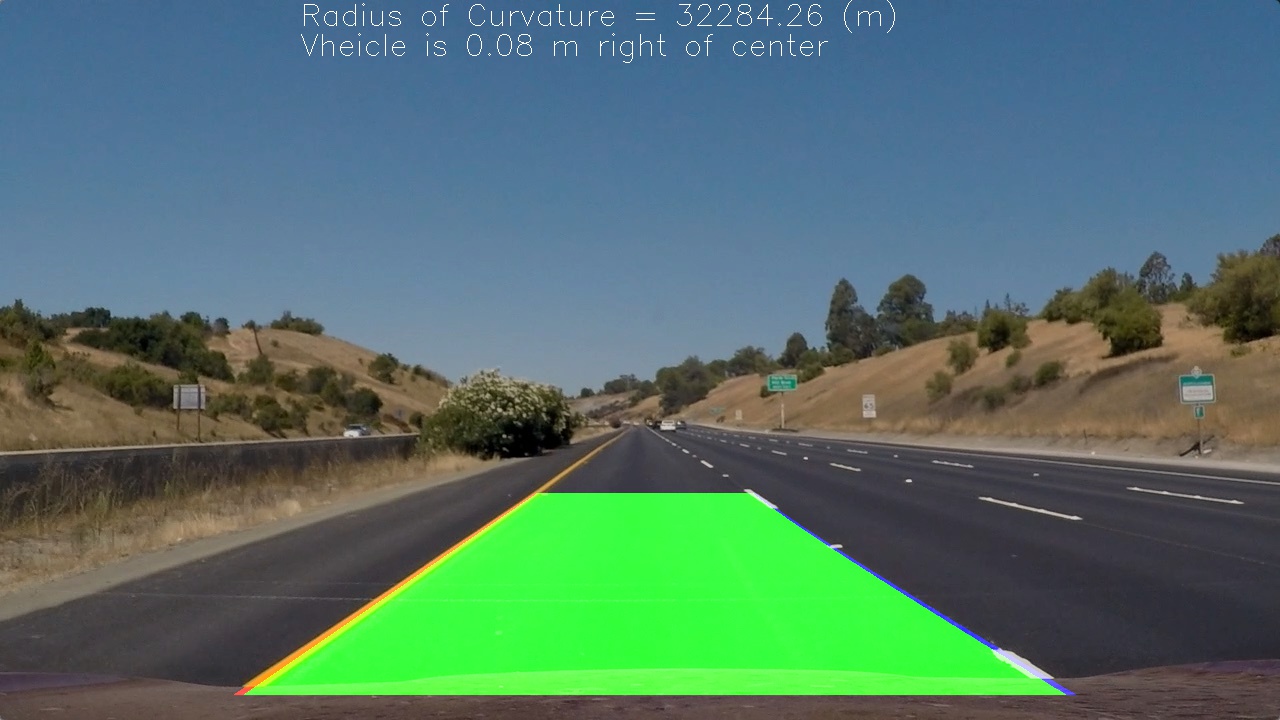 Radius of Curvature = 32284.26 (m)
Vheicle is 0.08 m right of center